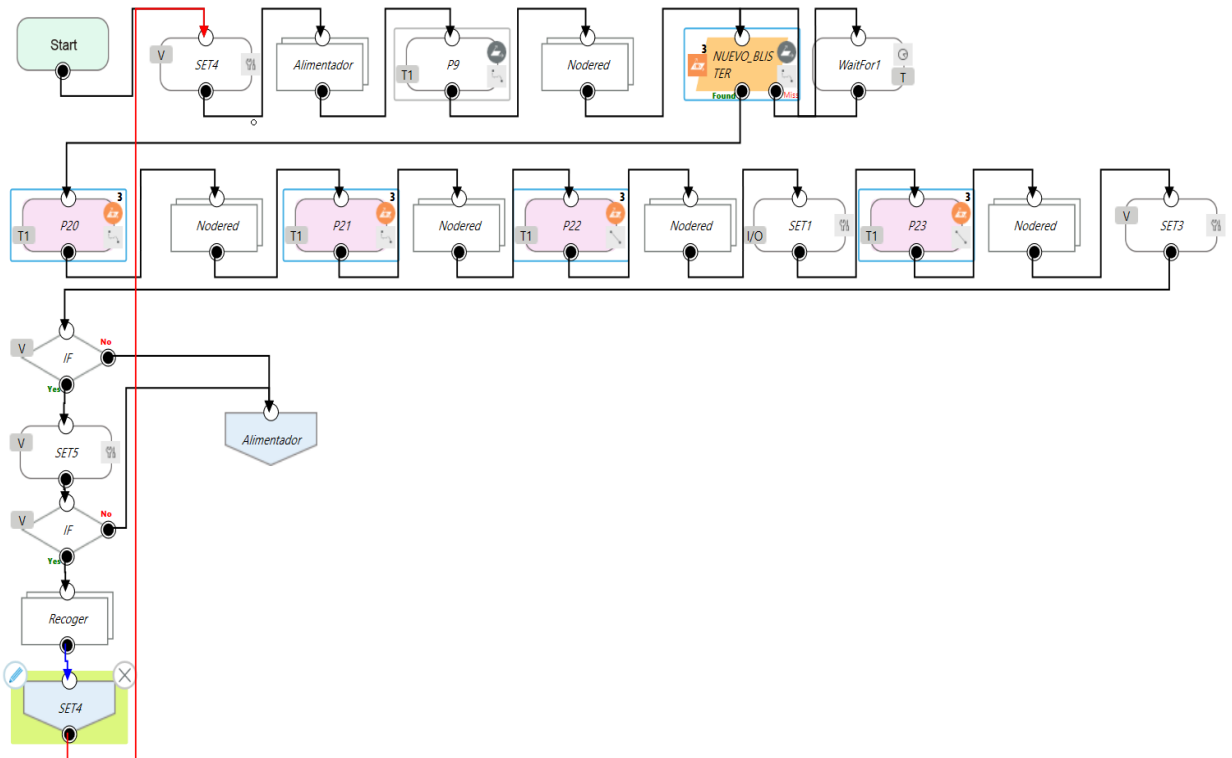 Start
V
SET4
Alimentador
T1
P9
Nodered
3
NUEVO_BLIS
TER
Found
Miss
WaitFor1
T
3
P20
T1
Nodered
3
P21
T1
Nodered
3
P22
T1
Nodered
I/O
SET1
3
P23
T1
Nodered
V
SET3
V
IF
No
Yes
V
SET5
Alimentador
V
IF
No
Yes
Recoger
SET4